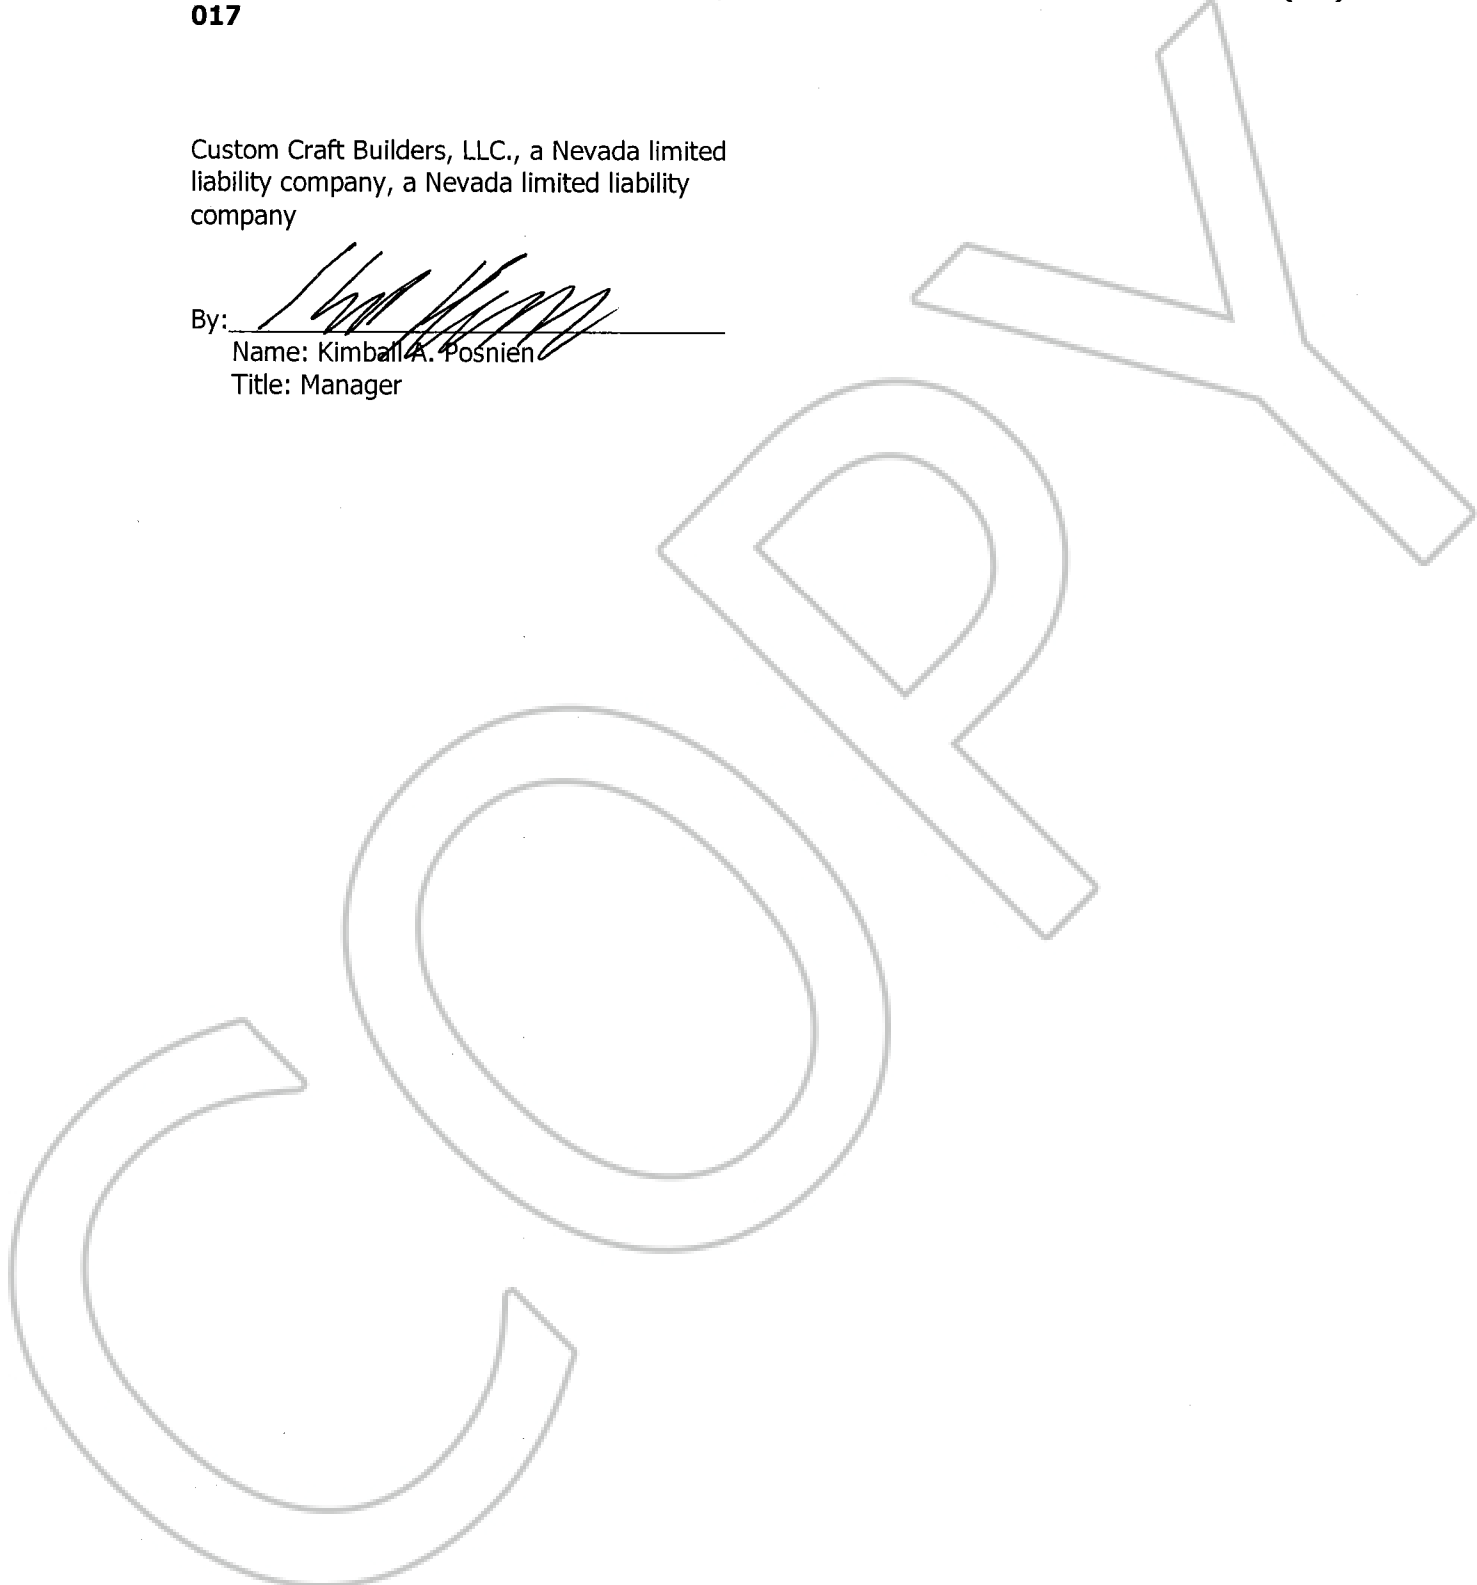 017
Custom Craft Builders, LLC., a Nevada limited
liability company, a Nevada limited liability
company
By:
Name: Kimball A. Posnien
Title: Manager
COPY